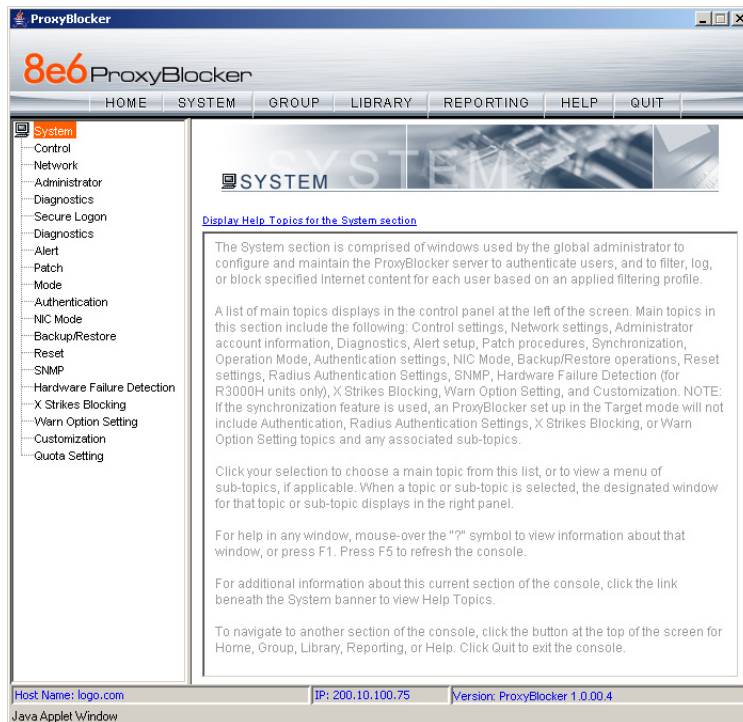 ProxyBlocker
8e6 ProxyBlocker
HOME SYSTEM GROUP LIBRARY REPORTING HELP QUIT
System
Control
Network
Administrator
Diagnostics
Secure Logon
Diagnostics
Alert
Patch
Mode
Authentication
NIC Mode
Backup/Restore
Reset
SNMP
Hardware Failure Detection
X Strikes Blocking
Warn Option Setting
Customization
Quota Setting
SYSTEM
SYSTEM
Display Help Topics for the System section
The System section is comprised of windows used by the global administrator to
configure and maintain the ProxyBlocker server to authenticate users, and to filter, log,
or block specified Internet content for each user based on an applied filtering profile.
A list of main topics displays in the control panel at the left of the screen. Main topics in
this section include the following: Control settings, Network settings, Administrator
account information, Diagnostics, Alert setup, Patch procedures, Synchronization,
Operation Mode, Authentication settings, NIC Mode, Backup/Restore operations, Reset
settings, Radius Authentication Settings, SNMP, Hardware Failure Detection (for
R3000H units only), X Strikes Blocking, Warn Option Setting, and Customization. NOTE:
If the synchronization feature is used, an ProxyBlocker set up in the Target mode will not
include Authentication, Radius Authentication Settings, X Strikes Blocking, or Warn
Option Setting topics and any associated sub-topics.
Click your selection to choose a main topic from this list, or to view a menu of
sub-topics, if applicable. When a topic or sub-topic is selected, the designated window
for that topic or sub-topic displays in the right panel.
For help in any window, mouse-over the "?" symbol to view information about that
window, or press F1. Press F5 to refresh the console.
For additional information about this current section of the console, click the link
beneath the System banner to view Help Topics.
To navigate to another section of the console, click the button at the top of the screen for
Home, Group, Library, Reporting, or Help. Click Quit to exit the console.
Host Name: logo.com IP: 200.10.100.75 Version: ProxyBlocker 1.0.00.4
Java Applet Window